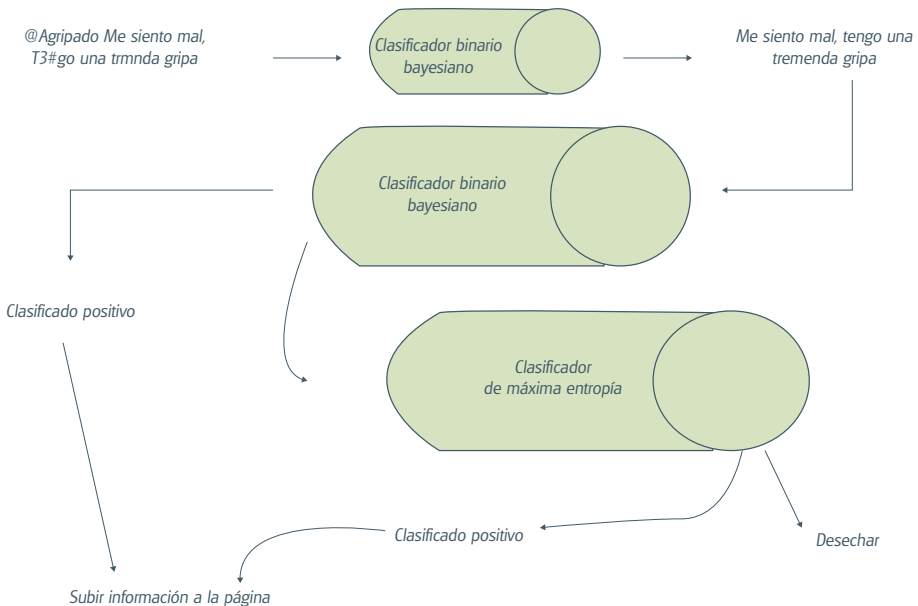 @Agripado Me siento mal,
T3#go una trmnda gripa
Clasificador binario
bayesiano
Me siento mal, tengo una
tremenda gripa
Clasificador binario
bayesiano
Clasificado positivo
Clasificador
de máxima entropía
Clasificado positivo
Desechar
Subir información a la página